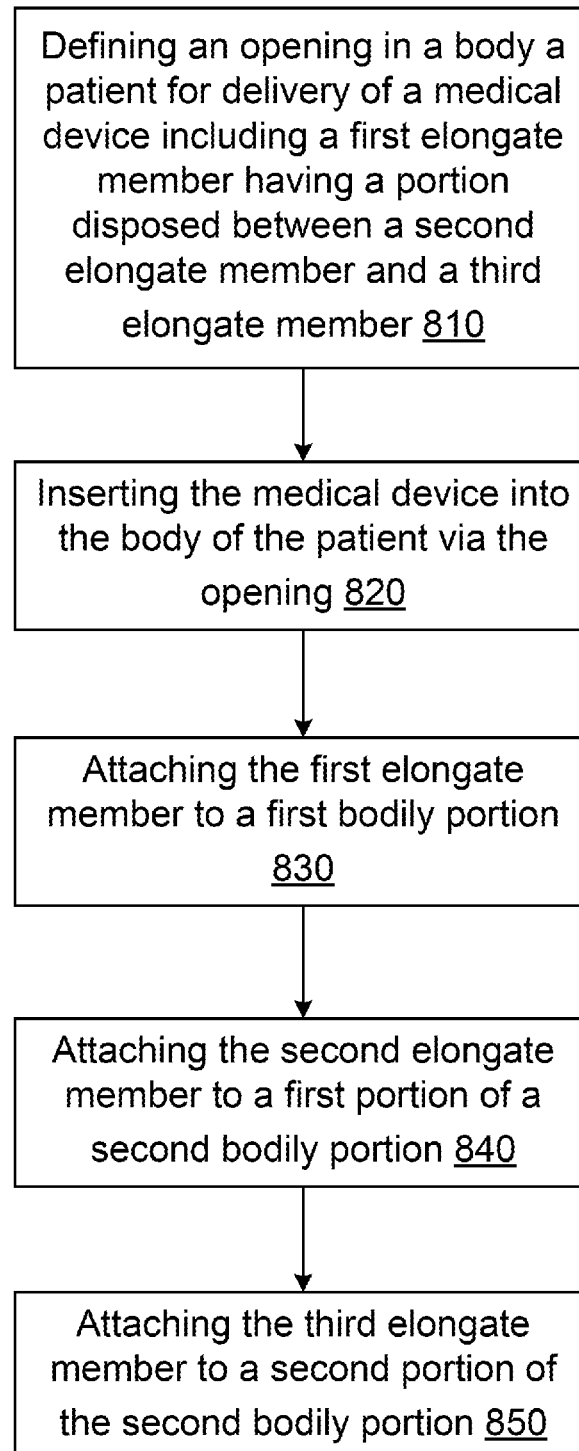 Defining an opening in a body a
patient for delivery of a medical
device including a first elongate
member having a portion
disposed between a second
elongate member and a third
elongate member 810
Inserting the medical device into
the body of the patient via the
opening 820
Attaching the first elongate
member to a first bodily portion
830
Attaching the second elongate
member to a first portion of a
second bodily portion 840
Attaching the third elongate
member to a second portion of
the second bodily portion 850